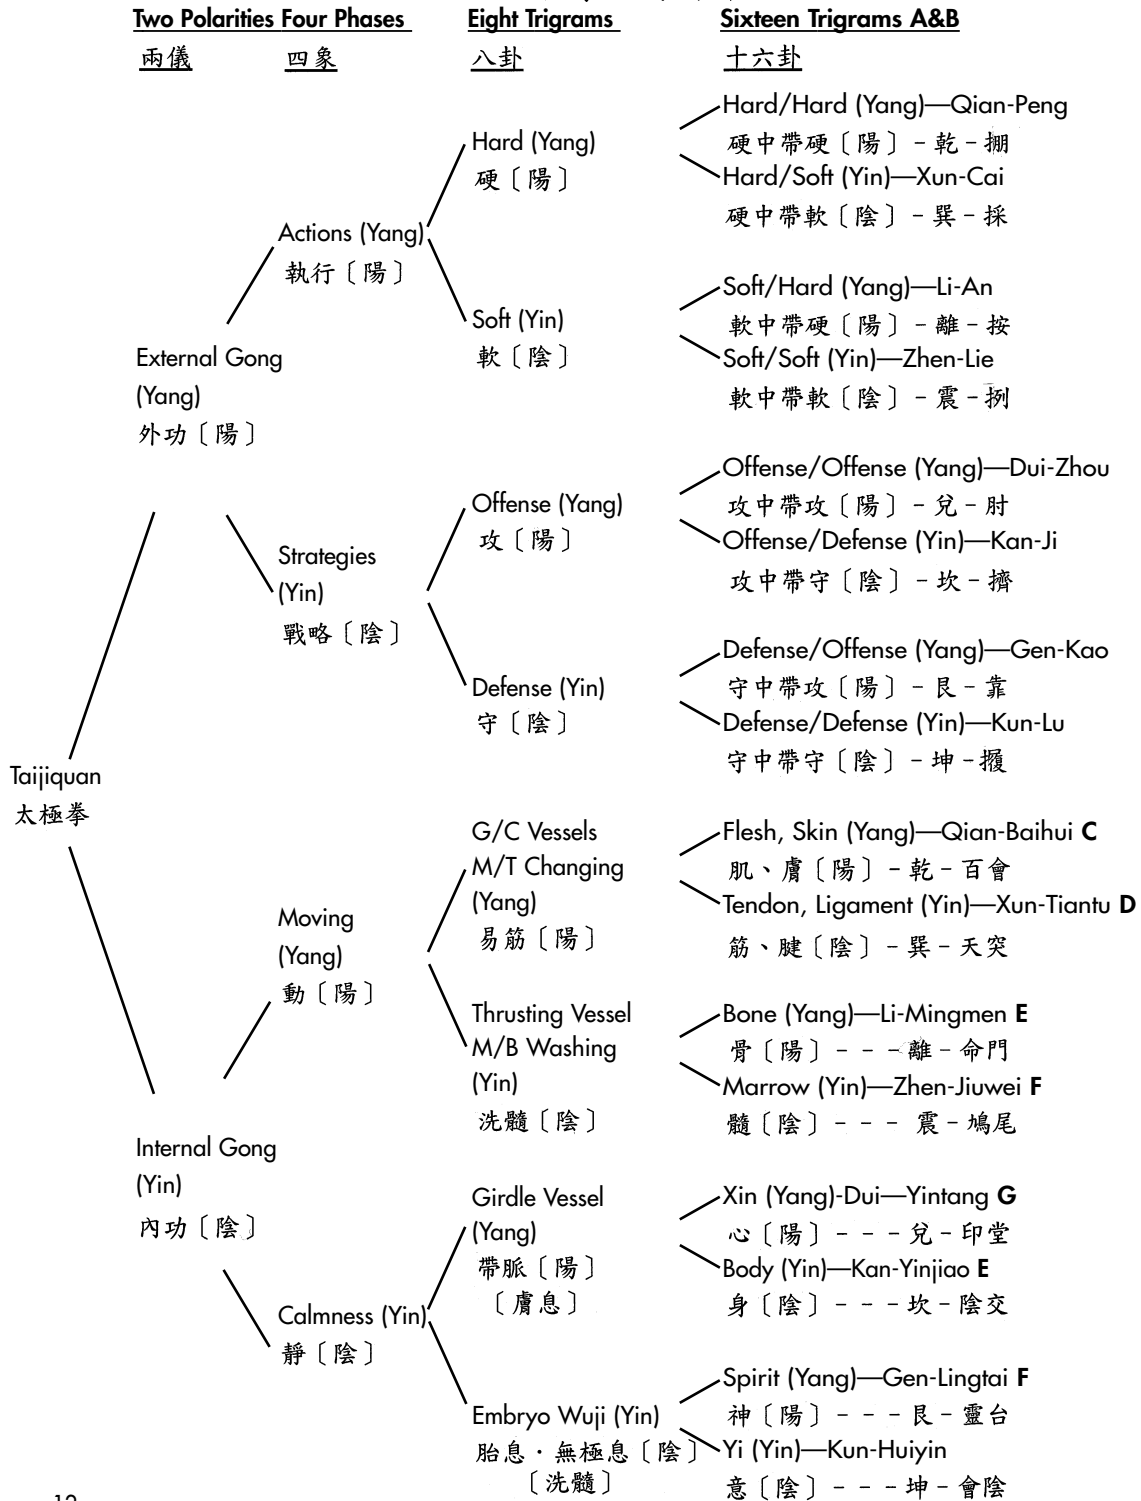 Two Polarities Four Phases Eight Trigrams Sixteen Trigrams A&B
兩儀 四象 八卦 十六卦
Hard/Hard (Yang)—Qian-Peng
硬中帶硬〔陽〕-乾-掤
Hard (Yang)
硬〔陽〕
Hard/Soft (Yin)—Xun-Cai
硬中帶軟〔陰〕-巽-採
Actions (Yang)
執行〔陽〕
Soft/Hard (Yang)—Li-An
軟中帶硬〔陽〕-離-按
Soft (Yin)
軟〔陰〕
Soft/Soft (Yin)—Zhen-Lie
軟中帶軟〔陰〕-震-挒
External Gong
(Yang)
外功〔陽〕
Offense/Offense (Yang)—Dui-Zhou
攻中帶攻〔陽〕-兌-肘
Offense (Yang)
攻〔陽〕
Offense/Defense (Yin)—Kan-Ji
攻中帶守〔陰〕-坎-擠
Strategies
(Yin)
戰略〔陰〕
Defense/Offense (Yang)—Gen-Kao
守中帶攻〔陽〕-艮-靠
Defense (Yin)
守〔陰〕
Defense/Defense (Yin)—Kun-Lu
守中帶守〔陰〕-坤-擺
Taijiquan
太極拳
G/C Vessels
M/T Changing
(Yang)
易筋〔陽〕
Flesh, Skin (Yang)—Qian-Baihui C
肌、膚〔陽〕-乾-百會
Tendon, Ligament (Yin)—Xun-Tiantu D
筋、腱〔陰〕-巽-天突
Moving
(Yang)
動〔陽〕
Thrusting Vessel
M/B Washing
(Yin)
洗髓〔陰〕
Bone (Yang)—Li-Mingmen E
骨〔陽〕- - -離-命門
Marrow (Yin)—Zhen-Jiuwei F
髓〔陰〕- - - 震-鳩尾
Internal Gong
(Yin)
內功〔陰〕
Girdle Vessel
(Yang)
帶脈〔陽〕
〔膚息〕
Xin (Yang)-Dui—Yintang G
心〔陽〕- - -兌-印堂
Body (Yin)—Kan-Yinjiao E
身〔陰〕- - -坎-陰交
Calmness (Yin)
靜〔陰〕
Spirit (Yang)—Gen-Lingtai F
神〔陽〕- - -艮-靈台
Embryo Wuji (Yin)
胎息·無極息〔陰〕
〔洗髓〕
Yi (Yin)—Kun-Huiyin
意〔陰〕- - -坤-會陰